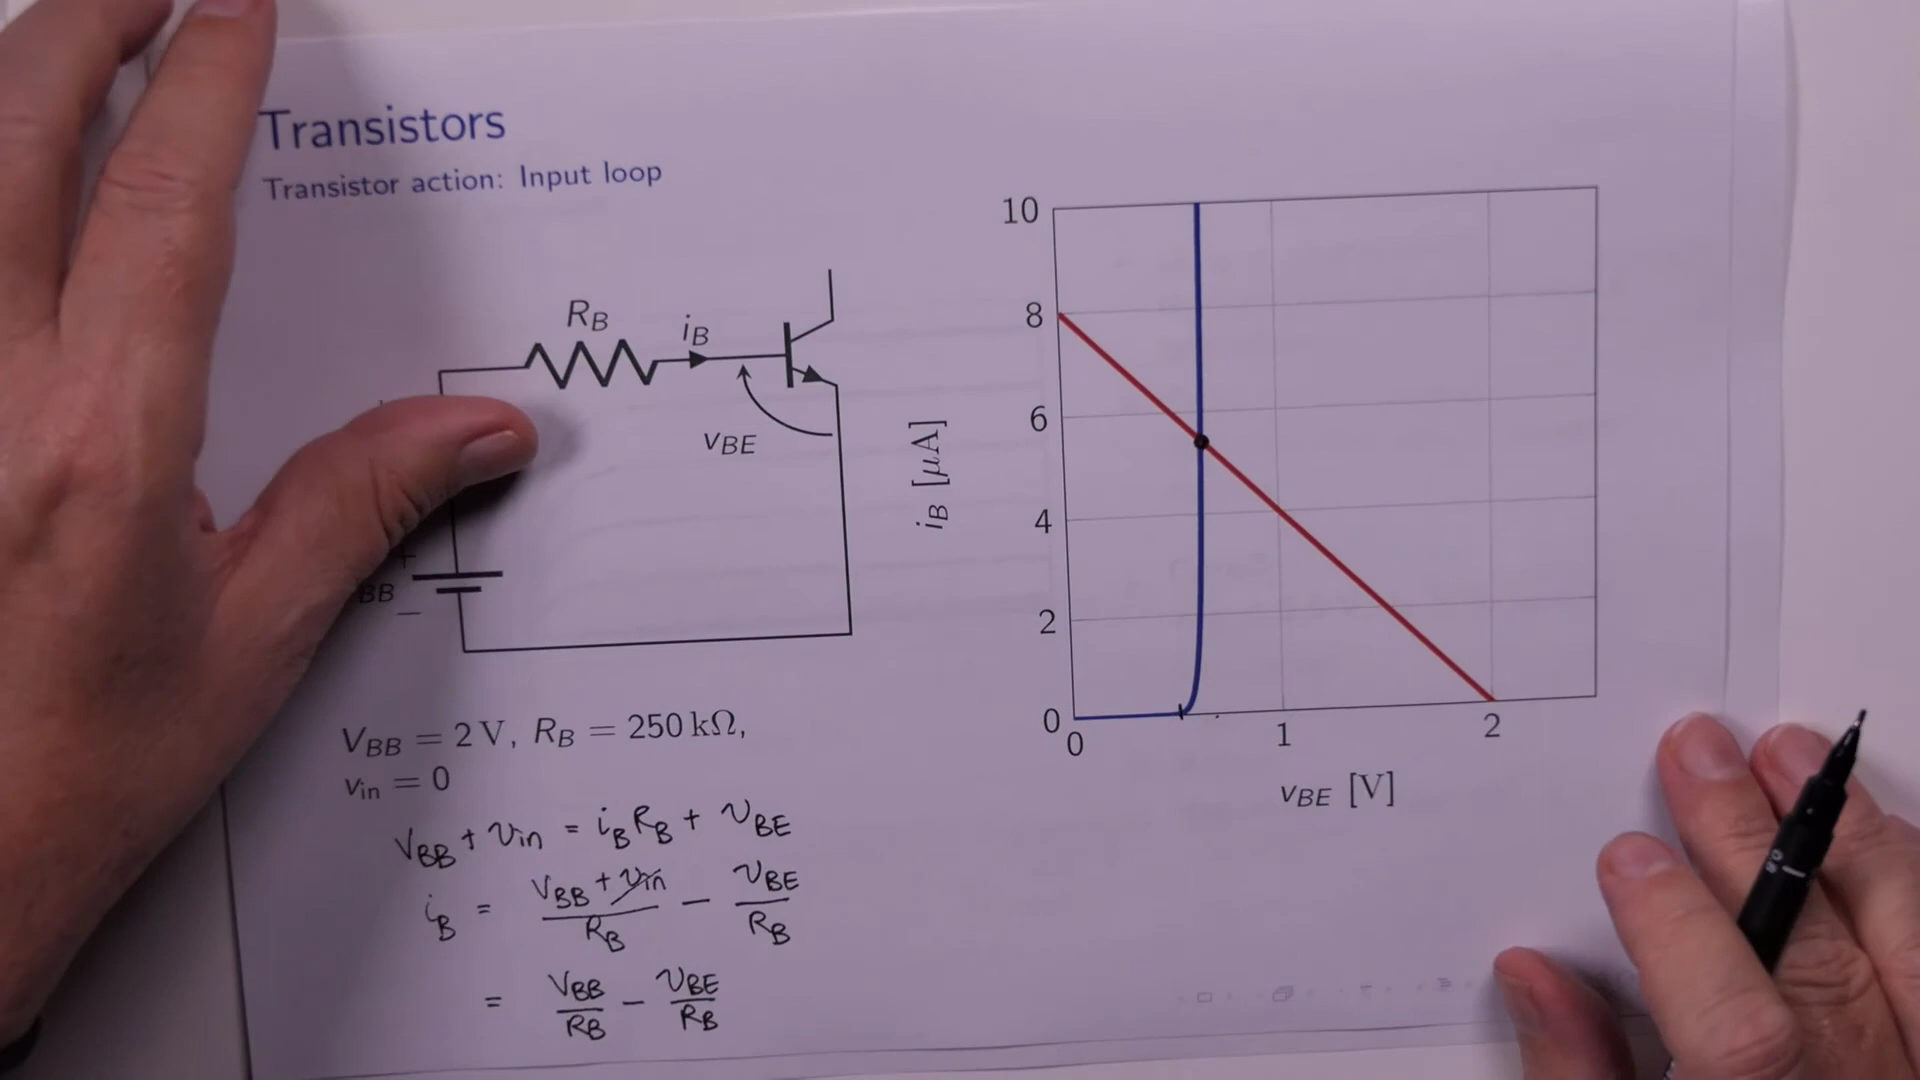 Transistors
Transistor action: Input loop
R_B
i_B
v_BE
+
BB
−
V_BB = 2 V, R_B = 250 kΩ,
v_in = 0
V_BB + v_in = i_B R_B + v_BE
i_B = (V_BB + v_in)/R_B − v_BE/R_B
= V_BB/R_B − v_BE/R_B
10
8
6
4
2
0
0
1
2
i_B [μA]
v_BE [V]